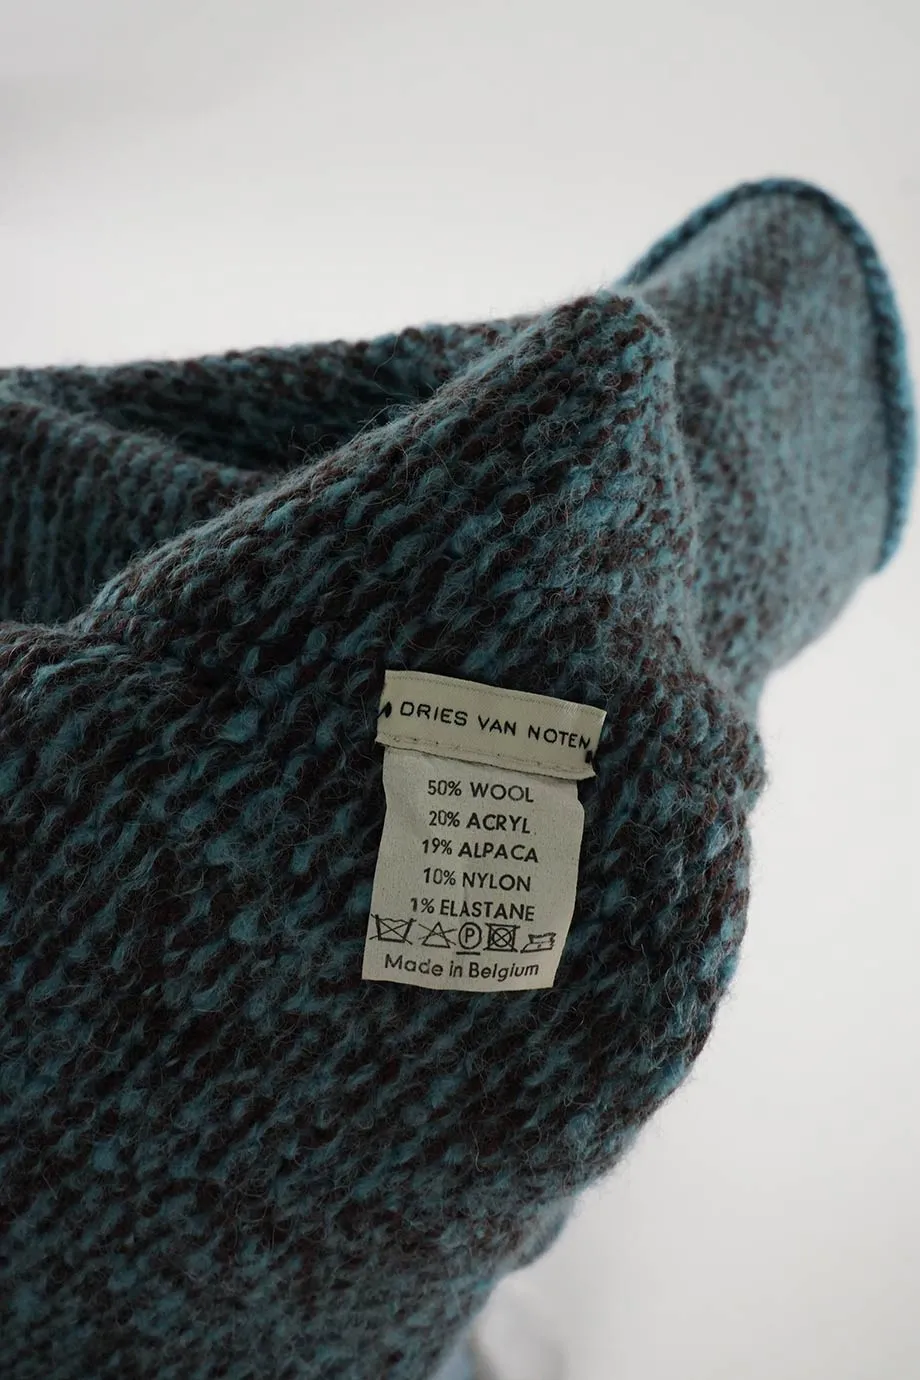 DRIES VAN NOTEN
50% WOOL
20% ACRYL.
19% ALPACA
10% NYLON
1% ELASTANE
P
Made in Belgium